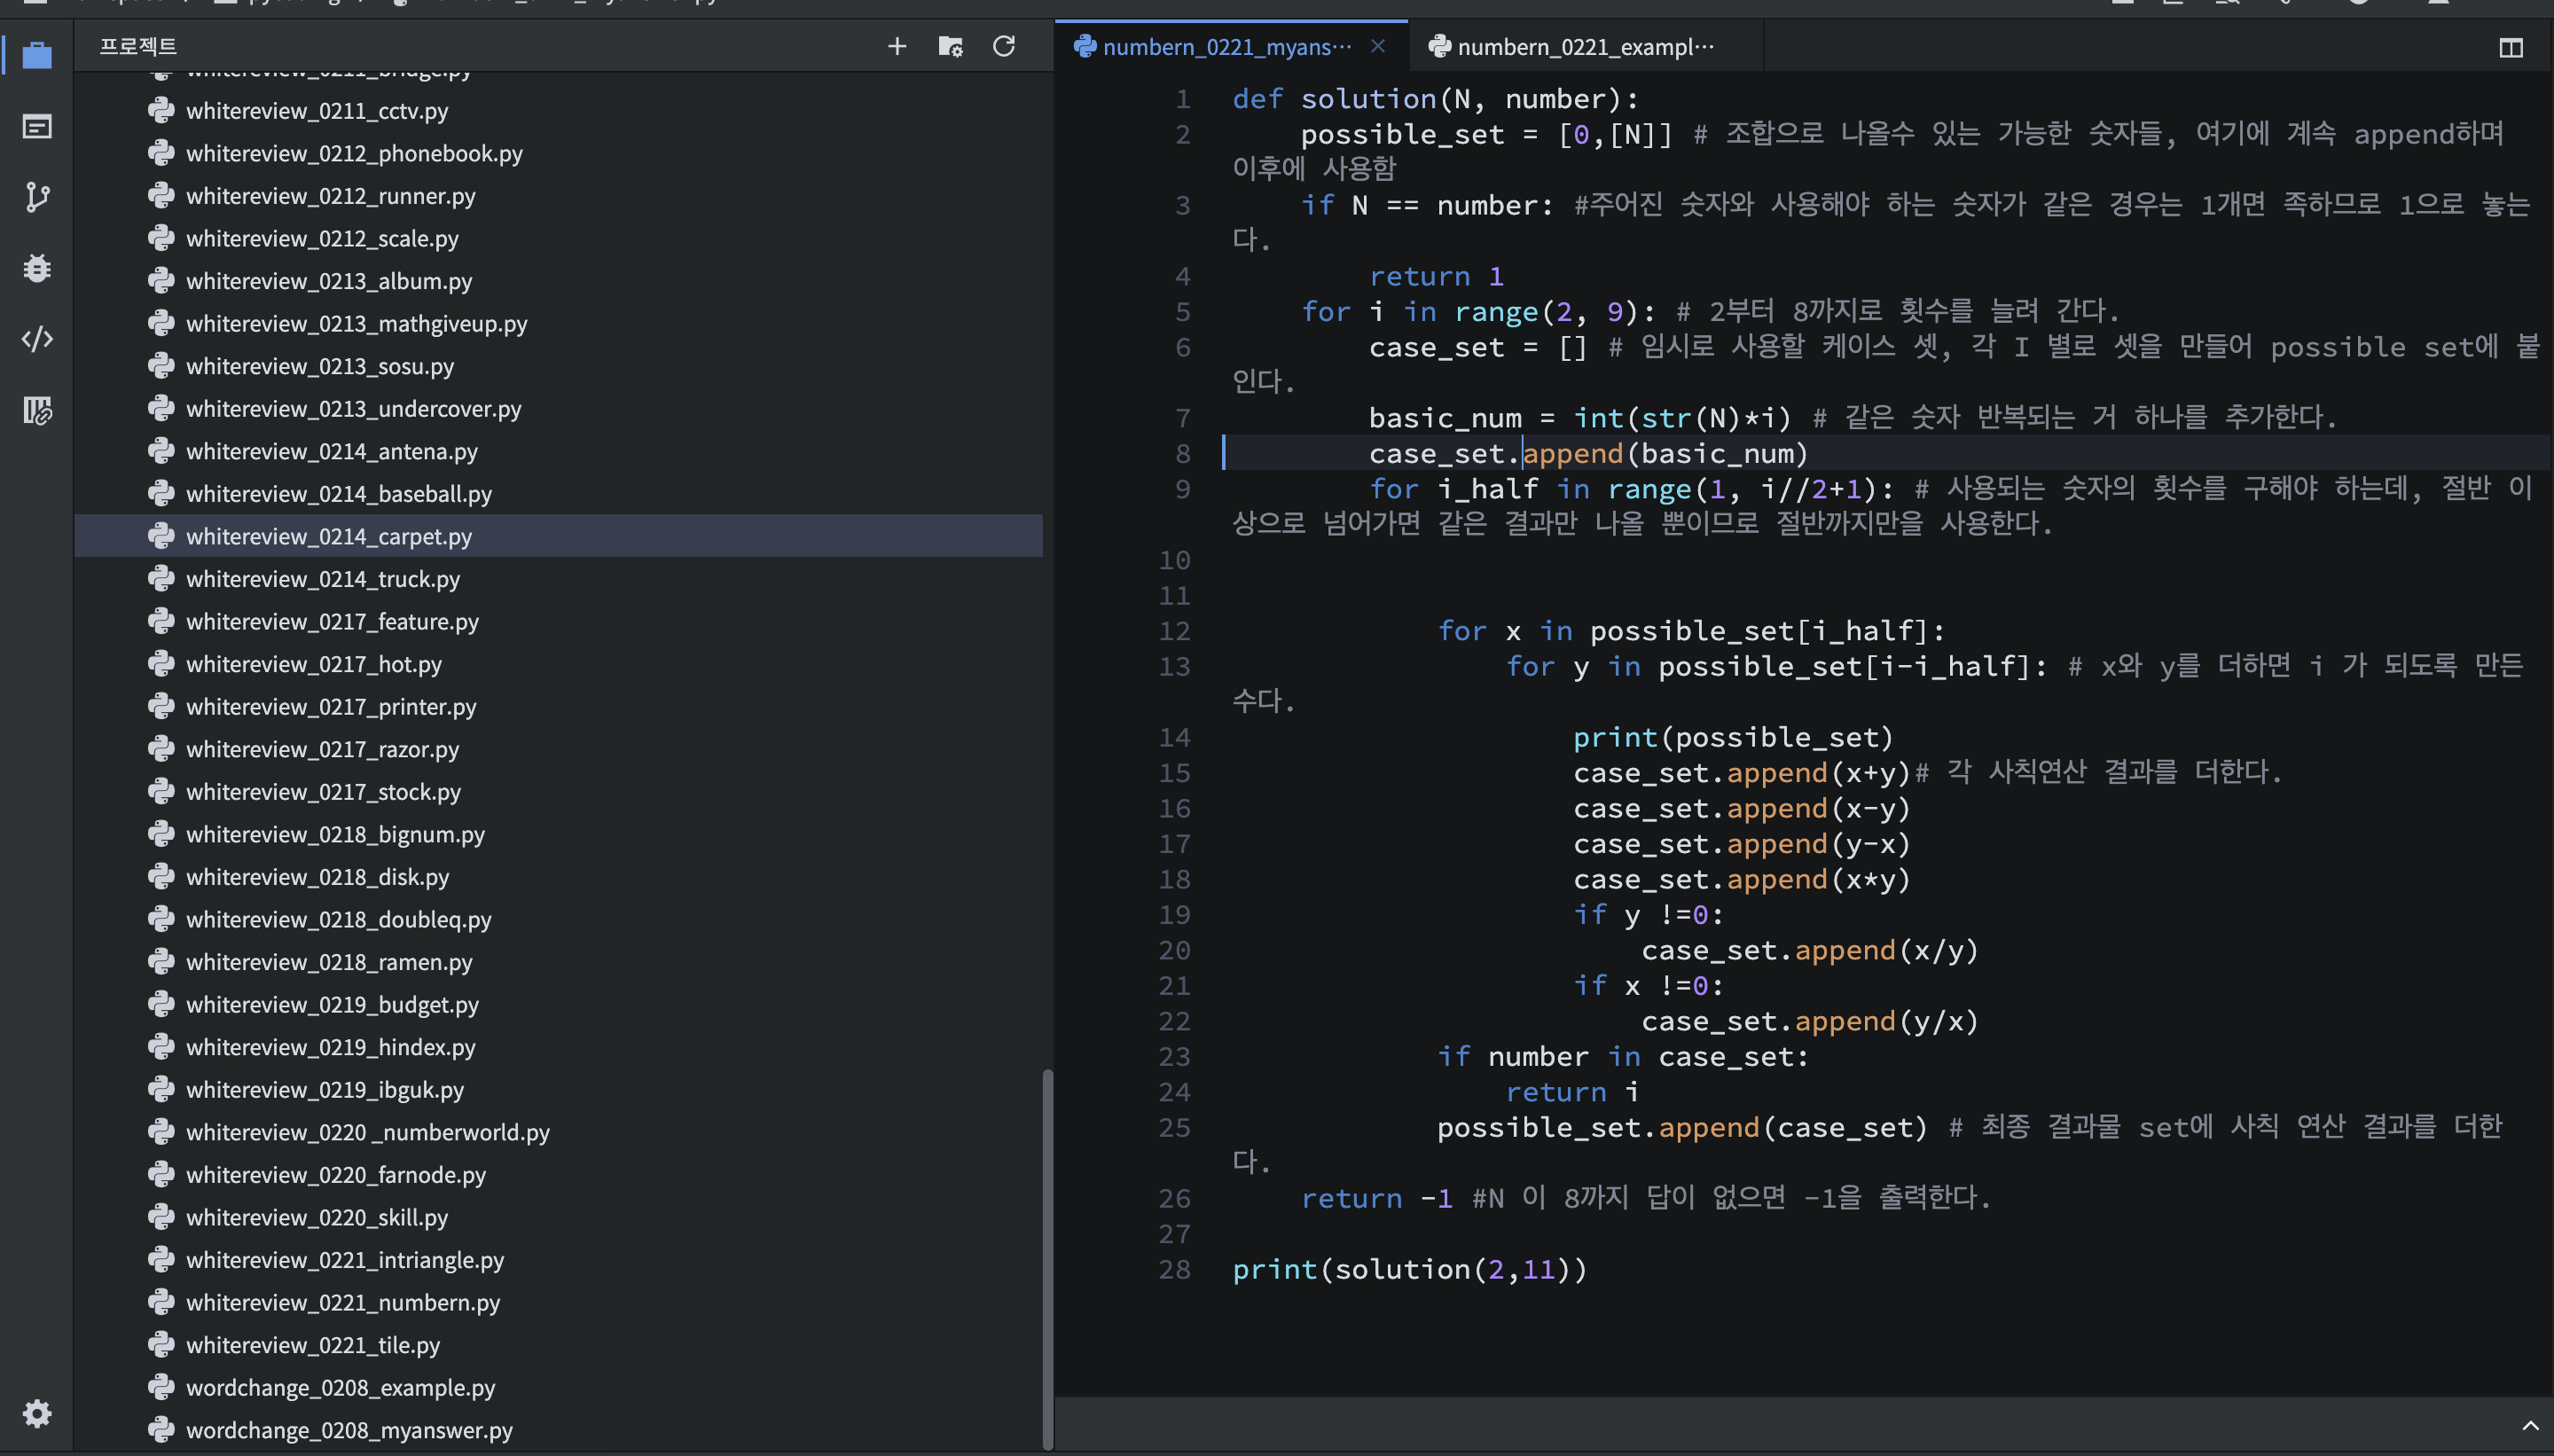 프로젝트
whitereview_0211_bridge.py
whitereview_0211_cctv.py
whitereview_0212_phonebook.py
whitereview_0212_runner.py
whitereview_0212_scale.py
whitereview_0213_album.py
whitereview_0213_mathgiveup.py
whitereview_0213_sosu.py
whitereview_0213_undercover.py
whitereview_0214_antena.py
whitereview_0214_baseball.py
whitereview_0214_carpet.py
whitereview_0214_truck.py
whitereview_0217_feature.py
whitereview_0217_hot.py
whitereview_0217_printer.py
whitereview_0217_razor.py
whitereview_0217_stock.py
whitereview_0218_bignum.py
whitereview_0218_disk.py
whitereview_0218_doubleq.py
whitereview_0218_ramen.py
whitereview_0219_budget.py
whitereview_0219_hindex.py
whitereview_0219_ibguk.py
whitereview_0220 _numberworld.py
whitereview_0220_farnode.py
whitereview_0220_skill.py
whitereview_0221_intriangle.py
whitereview_0221_numbern.py
whitereview_0221_tile.py
wordchange_0208_example.py
wordchange_0208_myanswer.py
numbern_0221_myans···
numbern_0221_exampl···
1 def solution(N, number):
2     possible_set = [0,[N]] # 조합으로 나올수 있는 가능한 숫자들, 여기에 계속 append하며
이후에 사용함
3     if N == number: #주어진 숫자와 사용해야 하는 숫자가 같은 경우는 1개면 족하므로 1으로 놓는
다.
4         return 1
5     for i in range(2, 9): # 2부터 8까지로 횟수를 늘려 간다.
6         case_set = [] # 임시로 사용할 케이스 셋, 각 I 별로 셋을 만들어 possible set에 붙
인다.
7         basic_num = int(str(N)*i) # 같은 숫자 반복되는 거 하나를 추가한다.
8         case_set.append(basic_num)
9         for i_half in range(1, i//2+1): # 사용되는 숫자의 횟수를 구해야 하는데, 절반 이
상으로 넘어가면 같은 결과만 나올 뿐이므로 절반까지만을 사용한다.
10
11
12             for x in possible_set[i_half]:
13                 for y in possible_set[i-i_half]: # x와 y를 더하면 i 가 되도록 만든
수다.
14                     print(possible_set)
15                     case_set.append(x+y)# 각 사칙연산 결과를 더한다.
16                     case_set.append(x-y)
17                     case_set.append(y-x)
18                     case_set.append(x*y)
19                     if y !=0:
20                         case_set.append(x/y)
21                     if x !=0:
22                         case_set.append(y/x)
23             if number in case_set:
24                 return i
25             possible_set.append(case_set) # 최종 결과물 set에 사칙 연산 결과를 더한
다.
26     return -1 #N 이 8까지 답이 없으면 -1을 출력한다.
27
28 print(solution(2,11))